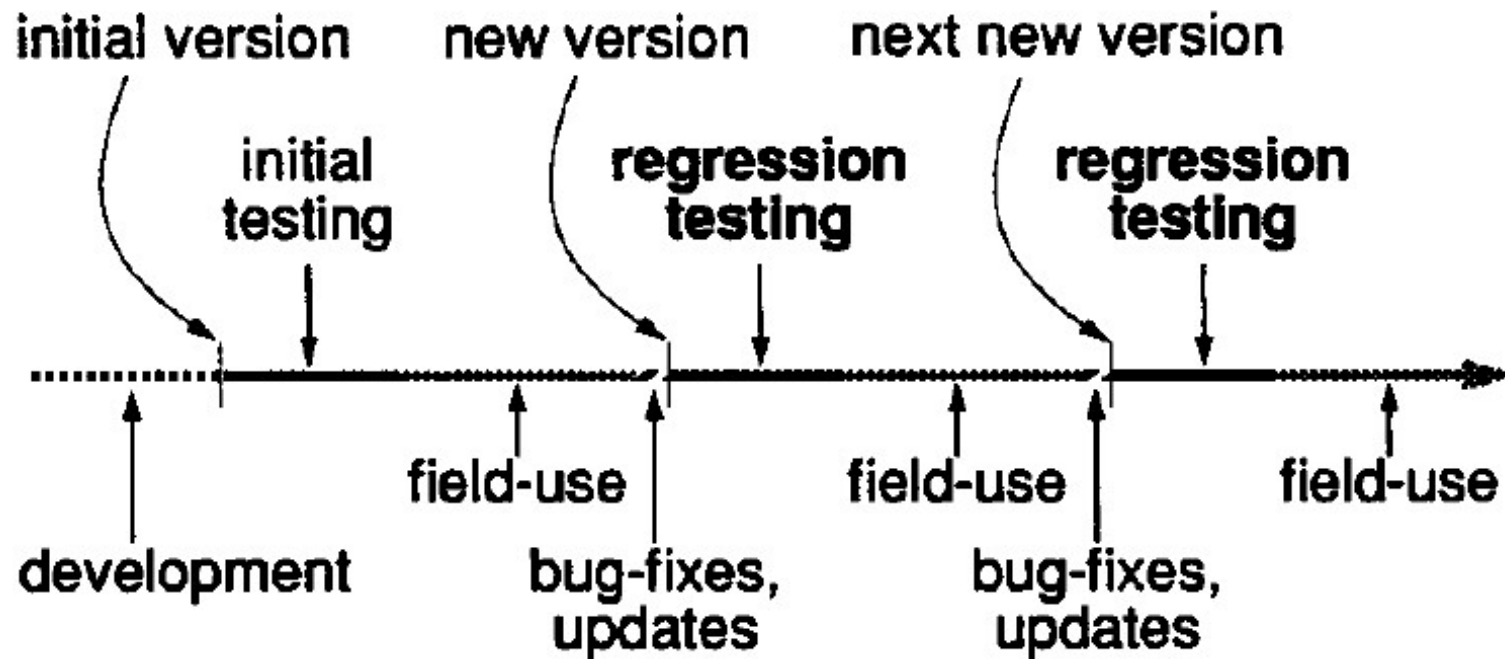 initial version
new version
next new version
initial
testing
regression
testing
regression
testing
field-use
field-use
field-use
development
bug-fixes,
updates
bug-fixes,
updates